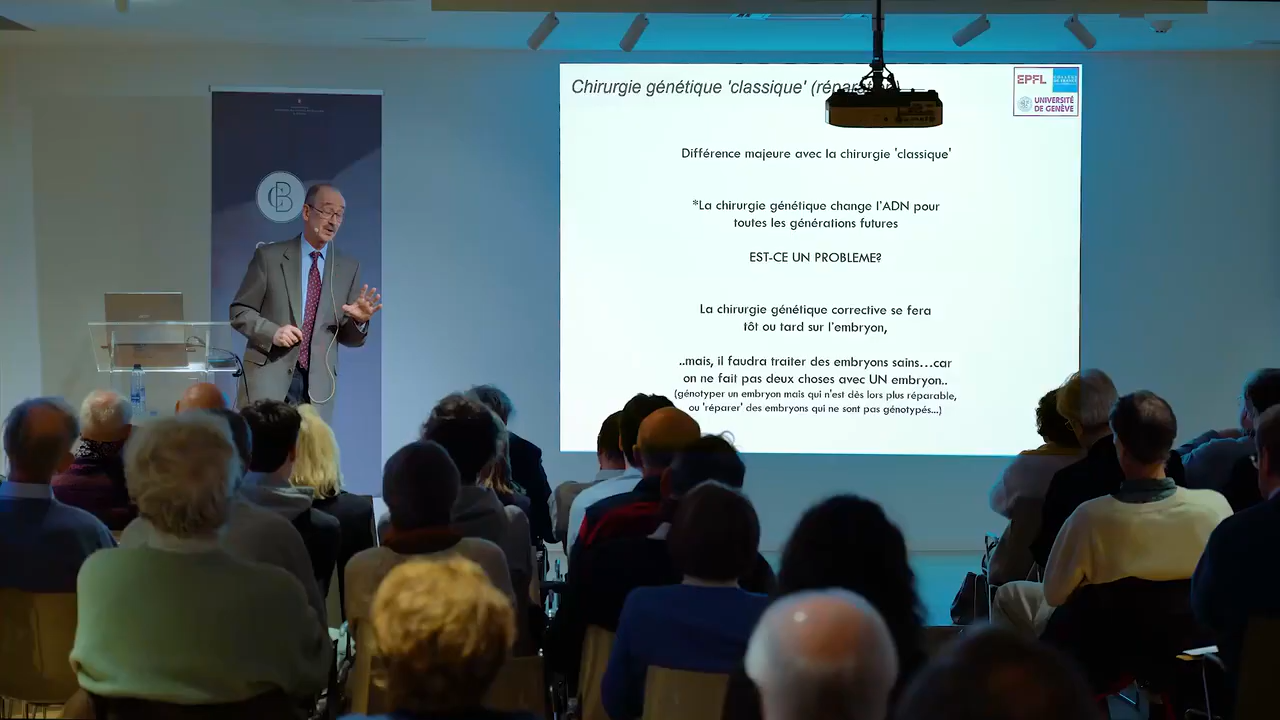 Chirurgie génétique 'classique'
EPFL
COLLÈGE
DE FRANCE
UNIVERSITÉ
DE GENÈVE
Différence majeure avec la chirurgie 'classique'
*La chirurgie génétique change l'ADN pour
toutes les générations futures
EST-CE UN PROBLEME?
La chirurgie génétique corrective se fera
tôt ou tard sur l'embryon,
..mais, il faudra traiter des embryons sains...car
on ne fait pas deux choses avec UN embryon..
(génotyper un embryon mais qui n'est dès lors plus réparable,
ou 'réparer' des embryons qui ne sont pas génotypés...)